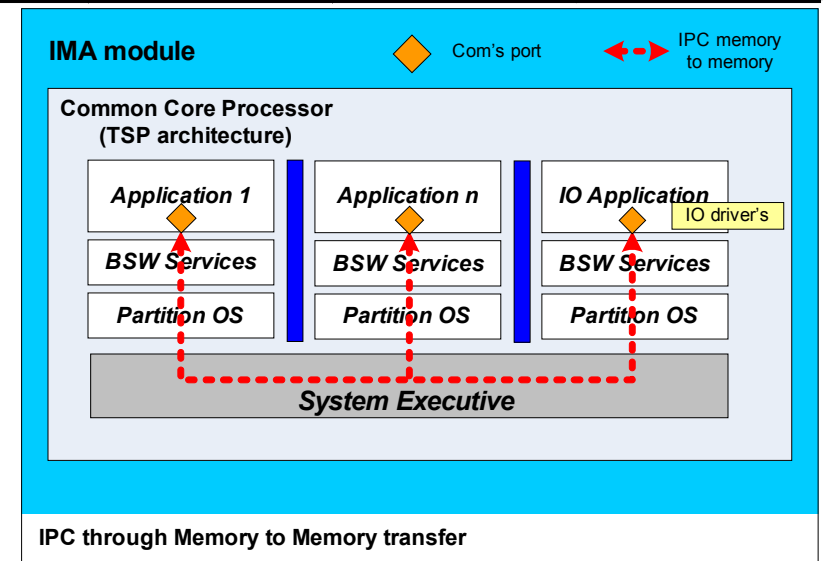 IMA module
Com's port
IPC memory
to memory
Common Core Processor
(TSP architecture)
Application 1
Application n
IO Application
IO driver's
BSW Services
BSW Services
BSW Services
Partition OS
Partition OS
Partition OS
System Executive
IPC through Memory to Memory transfer